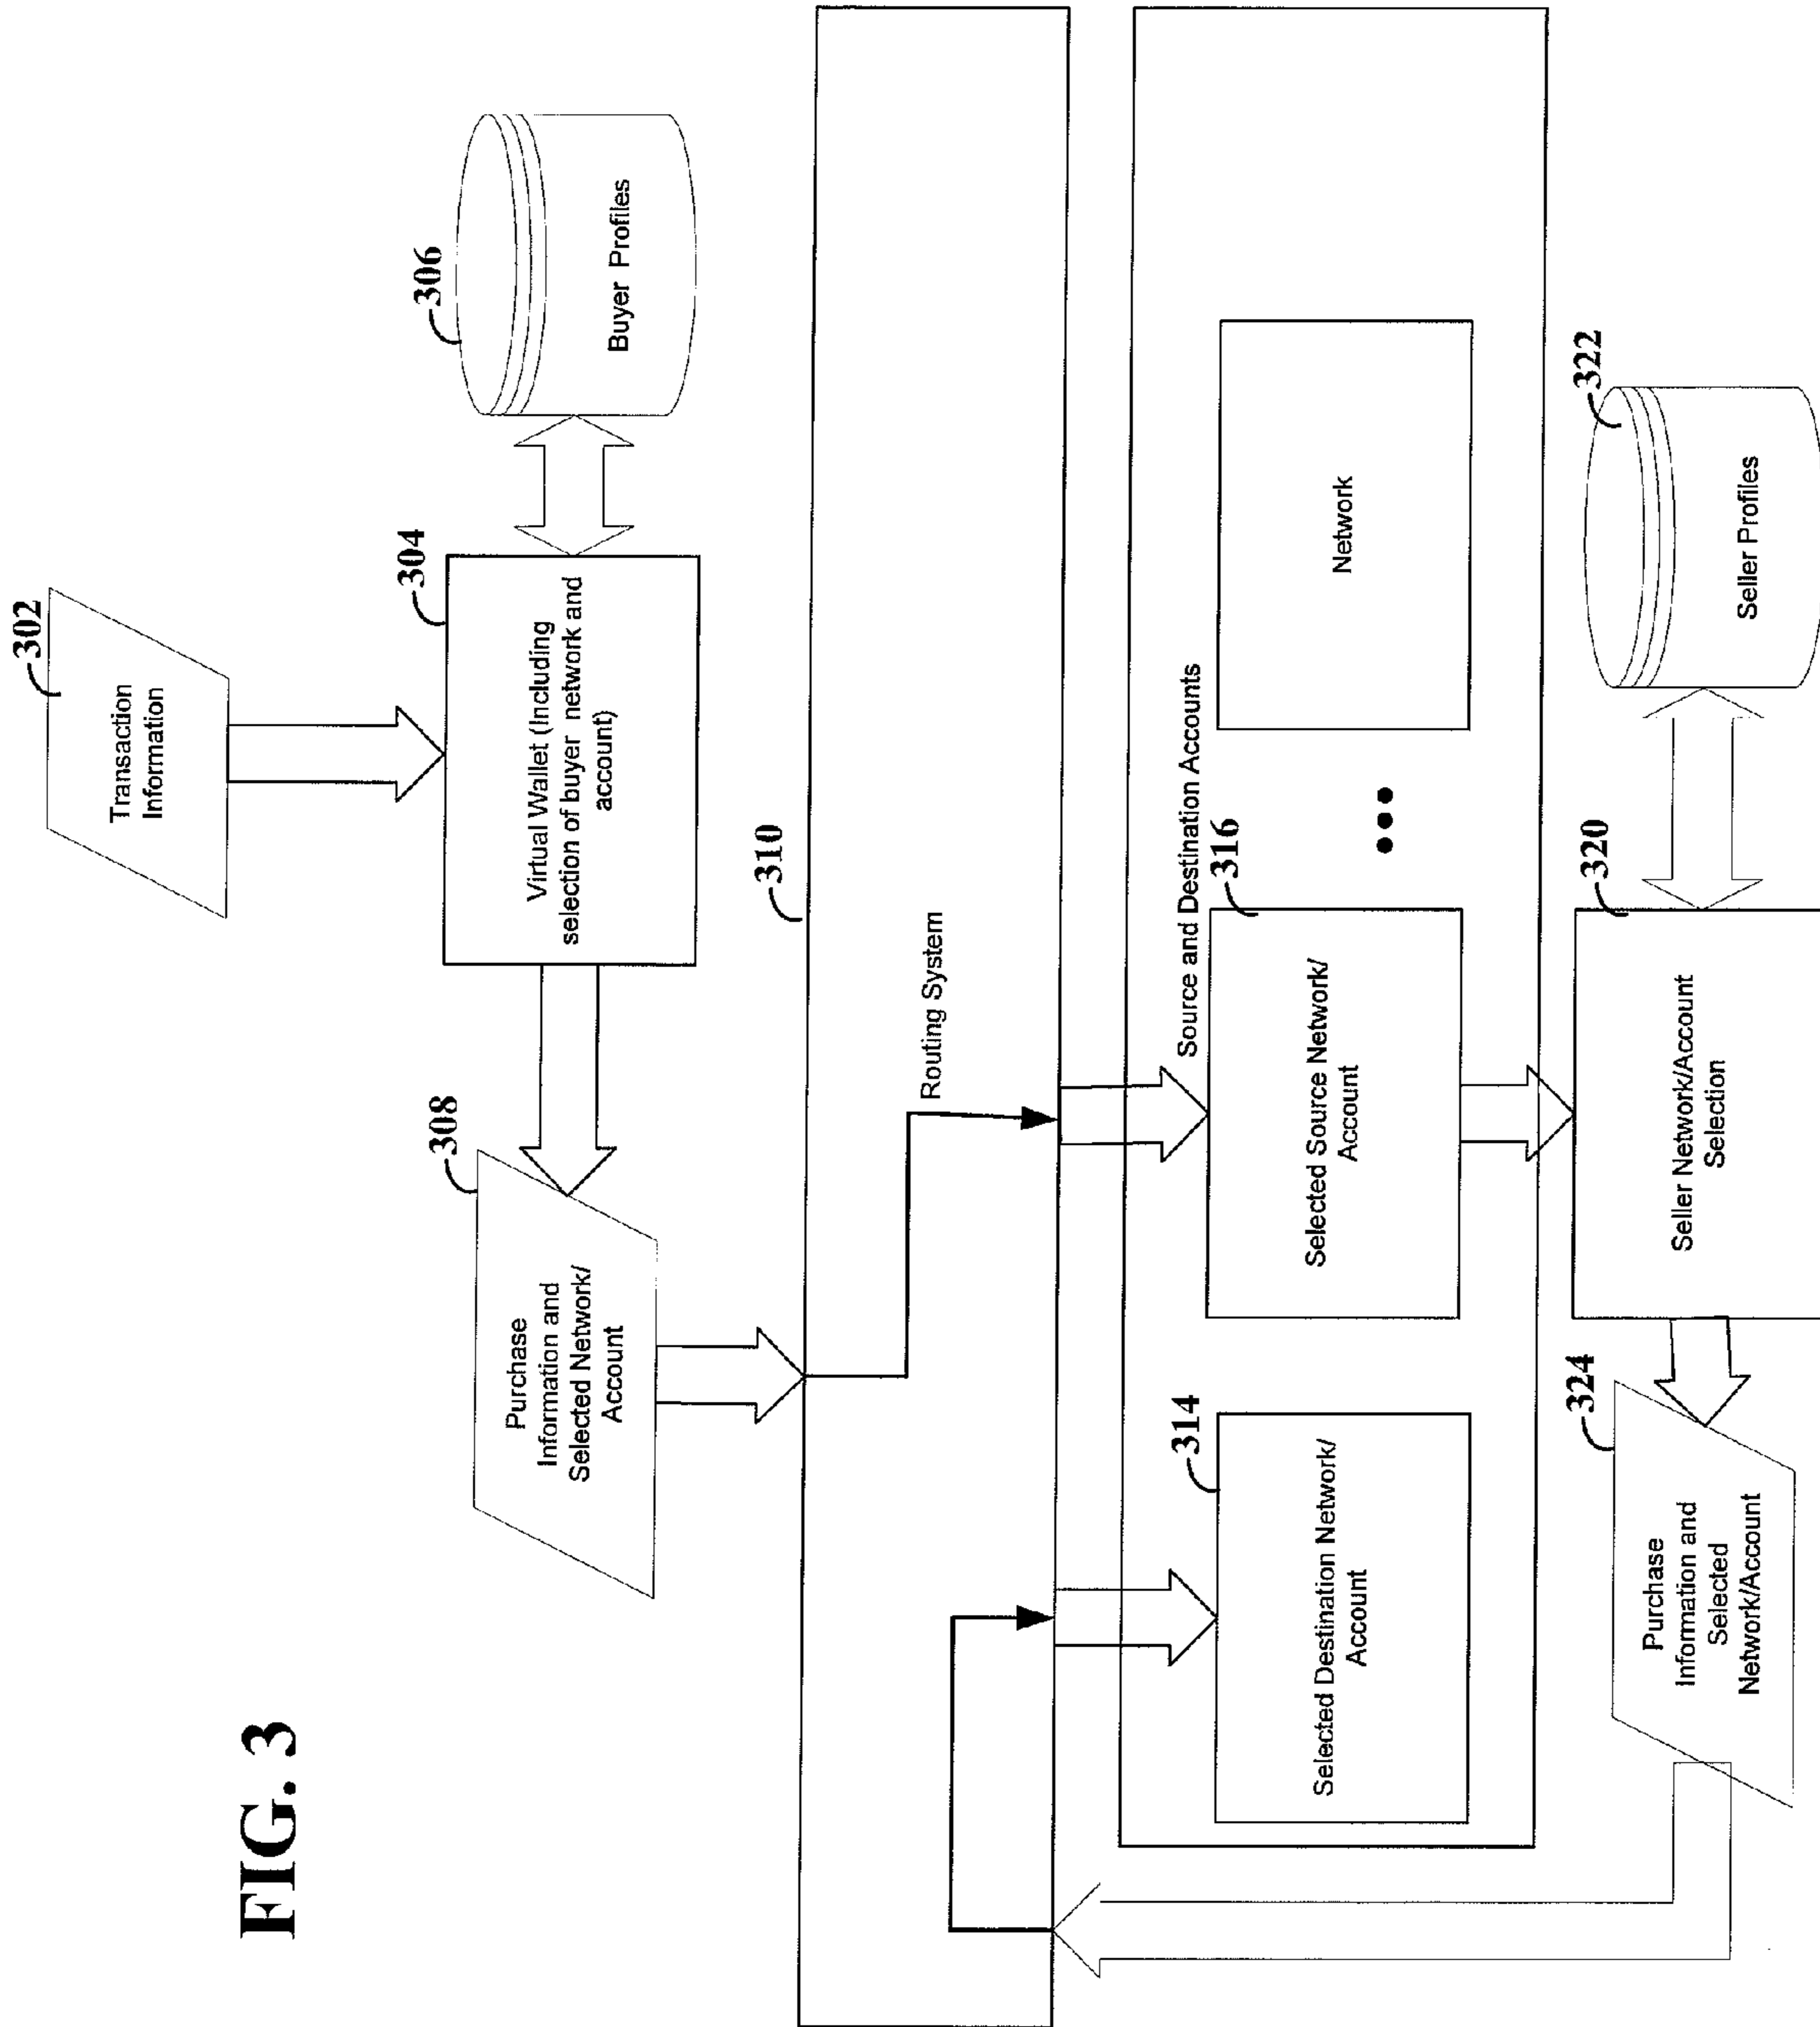 FIG. 3
302
Transaction
Information
304
Virtual Wallet (Including
selection of buyer network and
account)
306
Buyer Profiles
308
Purchase
Information and
Selected Network/
Account
310
Routing System
Source and Destination Accounts
314
Selected Destination Network/
Account
316
Selected Source Network/
Account
Network
320
Seller Network/Account
Selection
322
Seller Profiles
324
Purchase
Information and
Selected
Network/Account